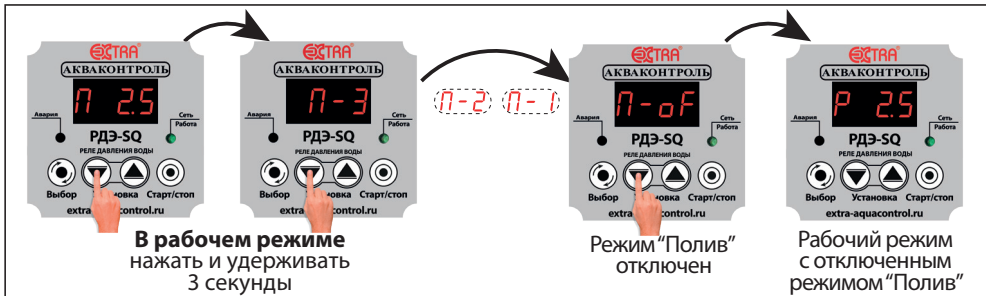 EXTRA®
АКВАКОНТРОЛЬ
П 2.5
Авария
Сеть
Работа
РДЭ-SQ
РЕЛЕ ДАВЛЕНИЯ ВОДЫ
Выбор Старт/стоп
В рабочем режиме
нажать и удерживать
3 секунды
EXTRA®
АКВАКОНТРОЛЬ
П-3
Авария
Сеть
Работа
РДЭ-SQ
РЕЛЕ ДАВЛЕНИЯ ВОДЫ
Выбор Старт/стоп
П-2 П-1
EXTRA®
АКВАКОНТРОЛЬ
П-oF
Авария
Сеть
Работа
РДЭ-SQ
РЕЛЕ ДАВЛЕНИЯ ВОДЫ
Выбор Старт/стоп
Режим "Полив"
отключен
EXTRA®
АКВАКОНТРОЛЬ
Р 2.5
Авария
Сеть
Работа
РДЭ-SQ
РЕЛЕ ДАВЛЕНИЯ ВОДЫ
Выбор Установка Старт/стоп
extra-aquacontrol.ru
Рабочий режим
с отключенным
режимом "Полив"